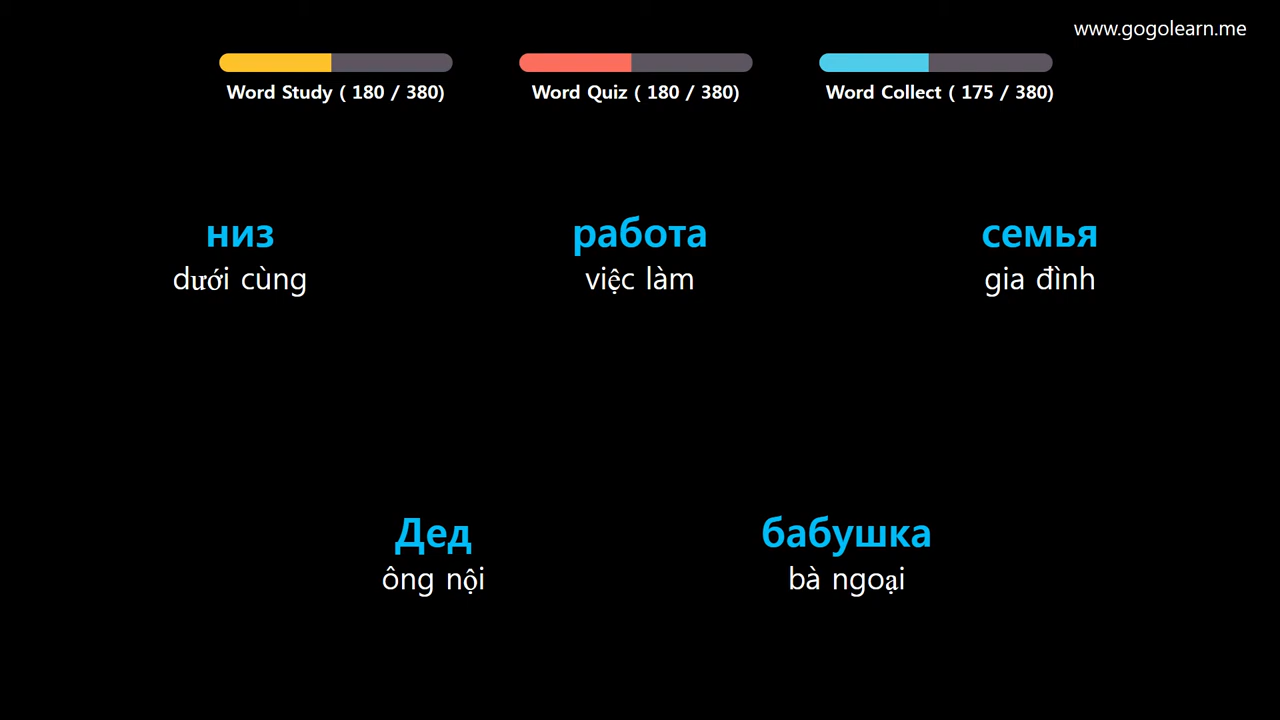 www.gogolearn.me
Word Study ( 180 / 380)
Word Quiz ( 180 / 380)
Word Collect ( 175 / 380)
низ
dưới cùng
работа
việc làm
семья
gia đình
Дед
ông nội
бабушка
bà ngoại